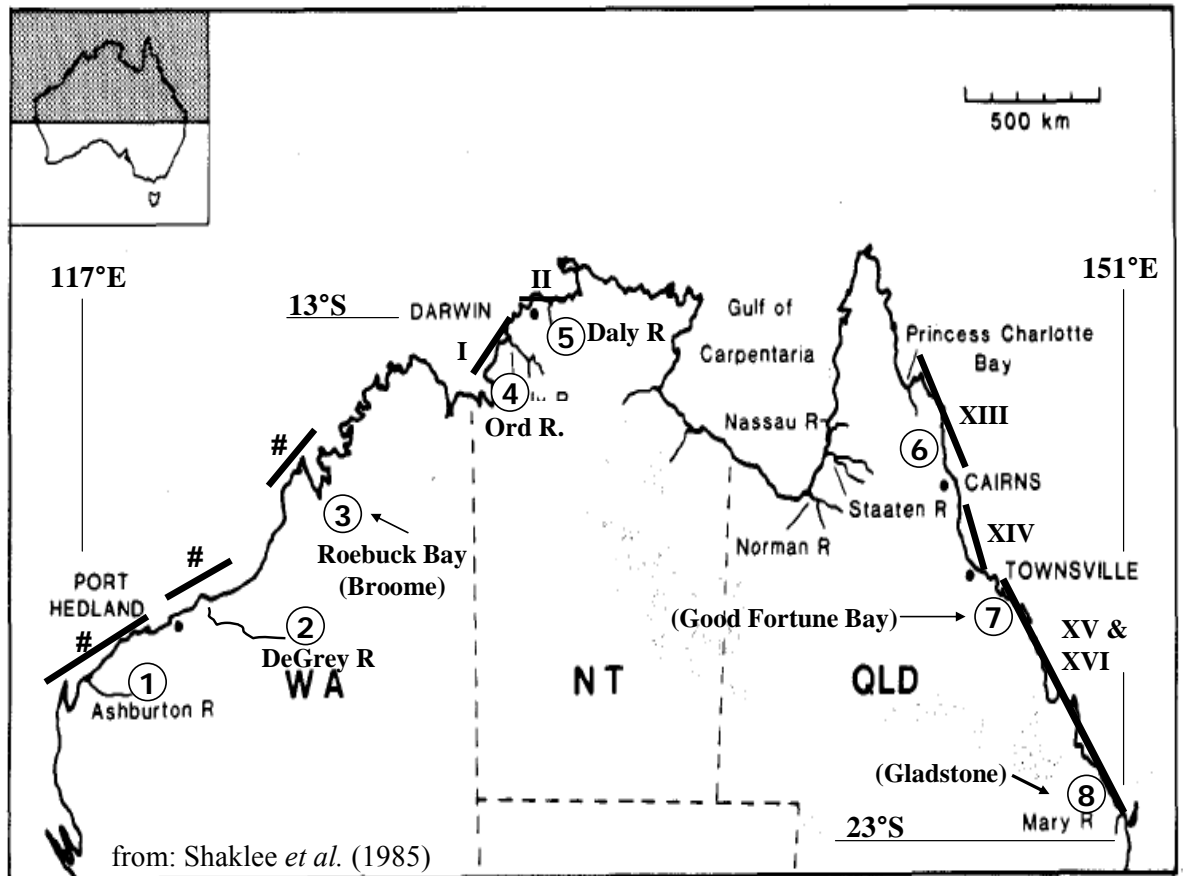 500 km
117°E
151°E
13°S
DARWIN
II
I
5 Daly R
Gulf of
Carpentaria
Princess Charlotte
Bay
4
Ord R.
Nassau R
XIII
6
#
CAIRNS
Staaten R
XIV
3
Norman R
Roebuck Bay
(Broome)
#
TOWNSVILLE
PORT
HEDLAND
#
(Good Fortune Bay)
7
XV &
XVI
2
DeGrey R
1
WA
NT
QLD
Ashburton R
(Gladstone)
8
Mary R
23°S
from: Shaklee et al. (1985)